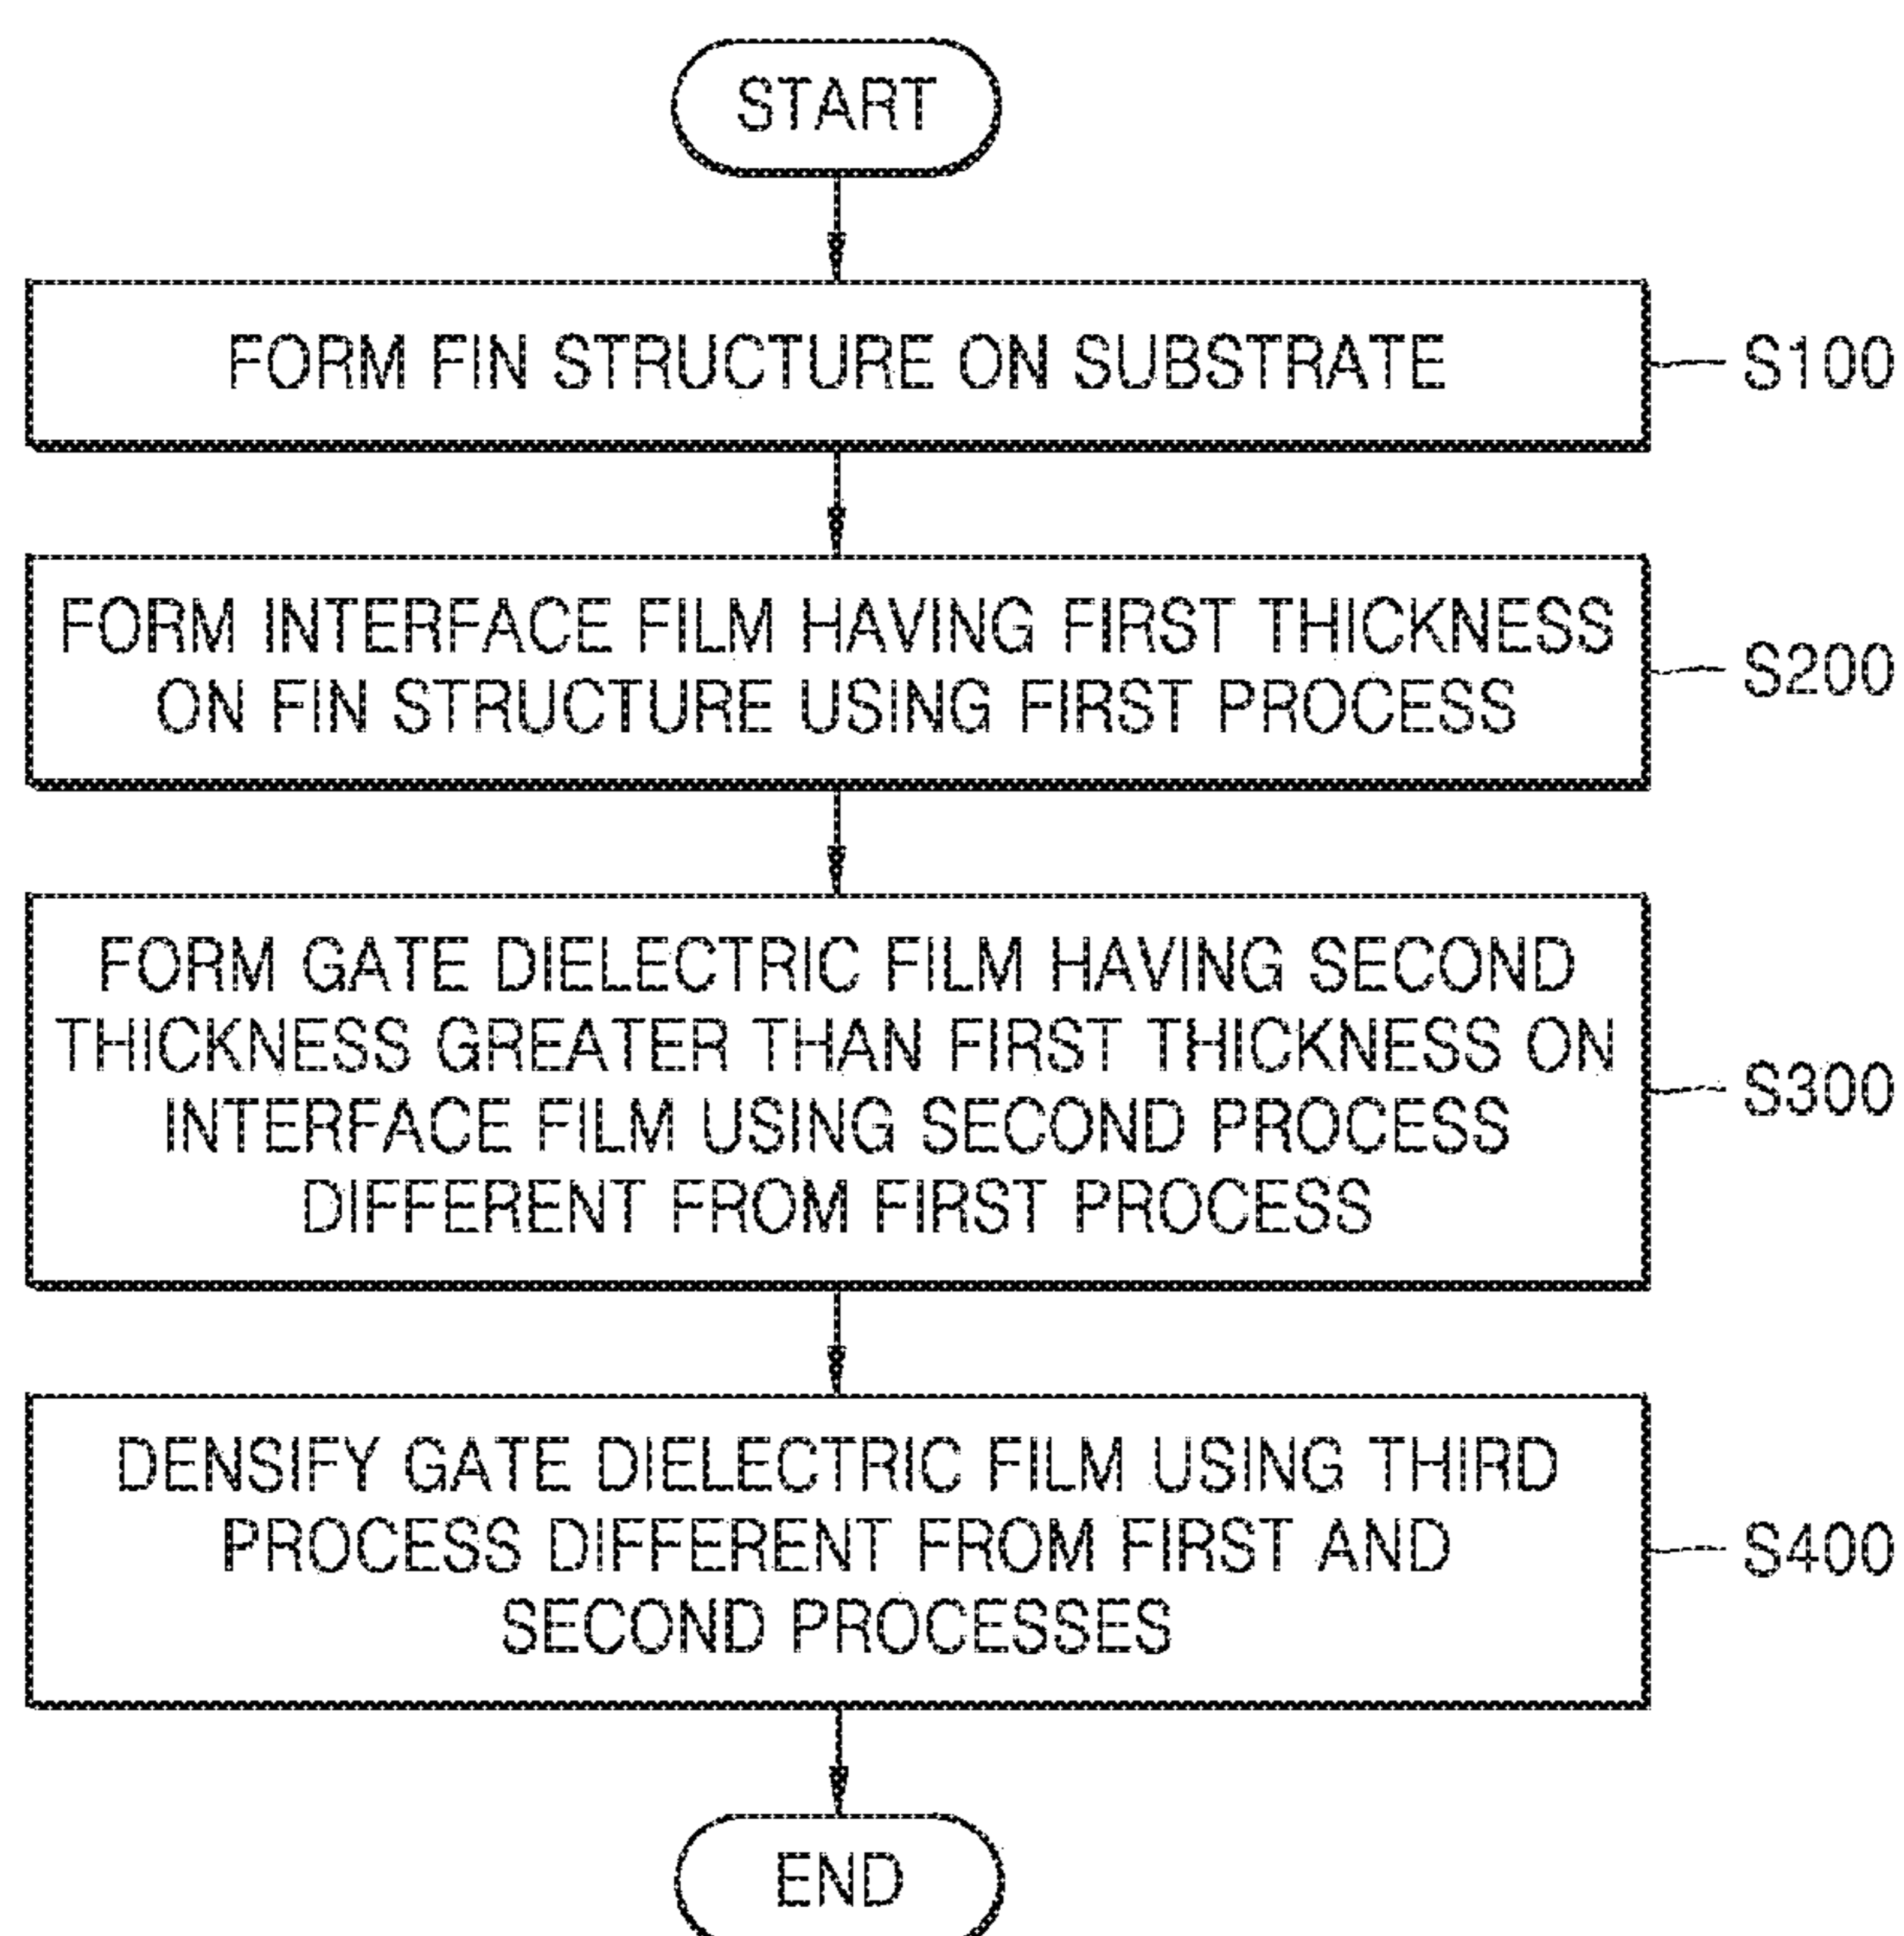 START
FORM FIN STRUCTURE ON SUBSTRATE
S100
FORM INTERFACE FILM HAVING FIRST THICKNESS
ON FIN STRUCTURE USING FIRST PROCESS
S200
FORM GATE DIELECTRIC FILM HAVING SECOND
THICKNESS GREATER THAN FIRST THICKNESS ON
INTERFACE FILM USING SECOND PROCESS
DIFFERENT FROM FIRST PROCESS
S300
DENSIFY GATE DIELECTRIC FILM USING THIRD
PROCESS DIFFERENT FROM FIRST AND
SECOND PROCESSES
S400
END